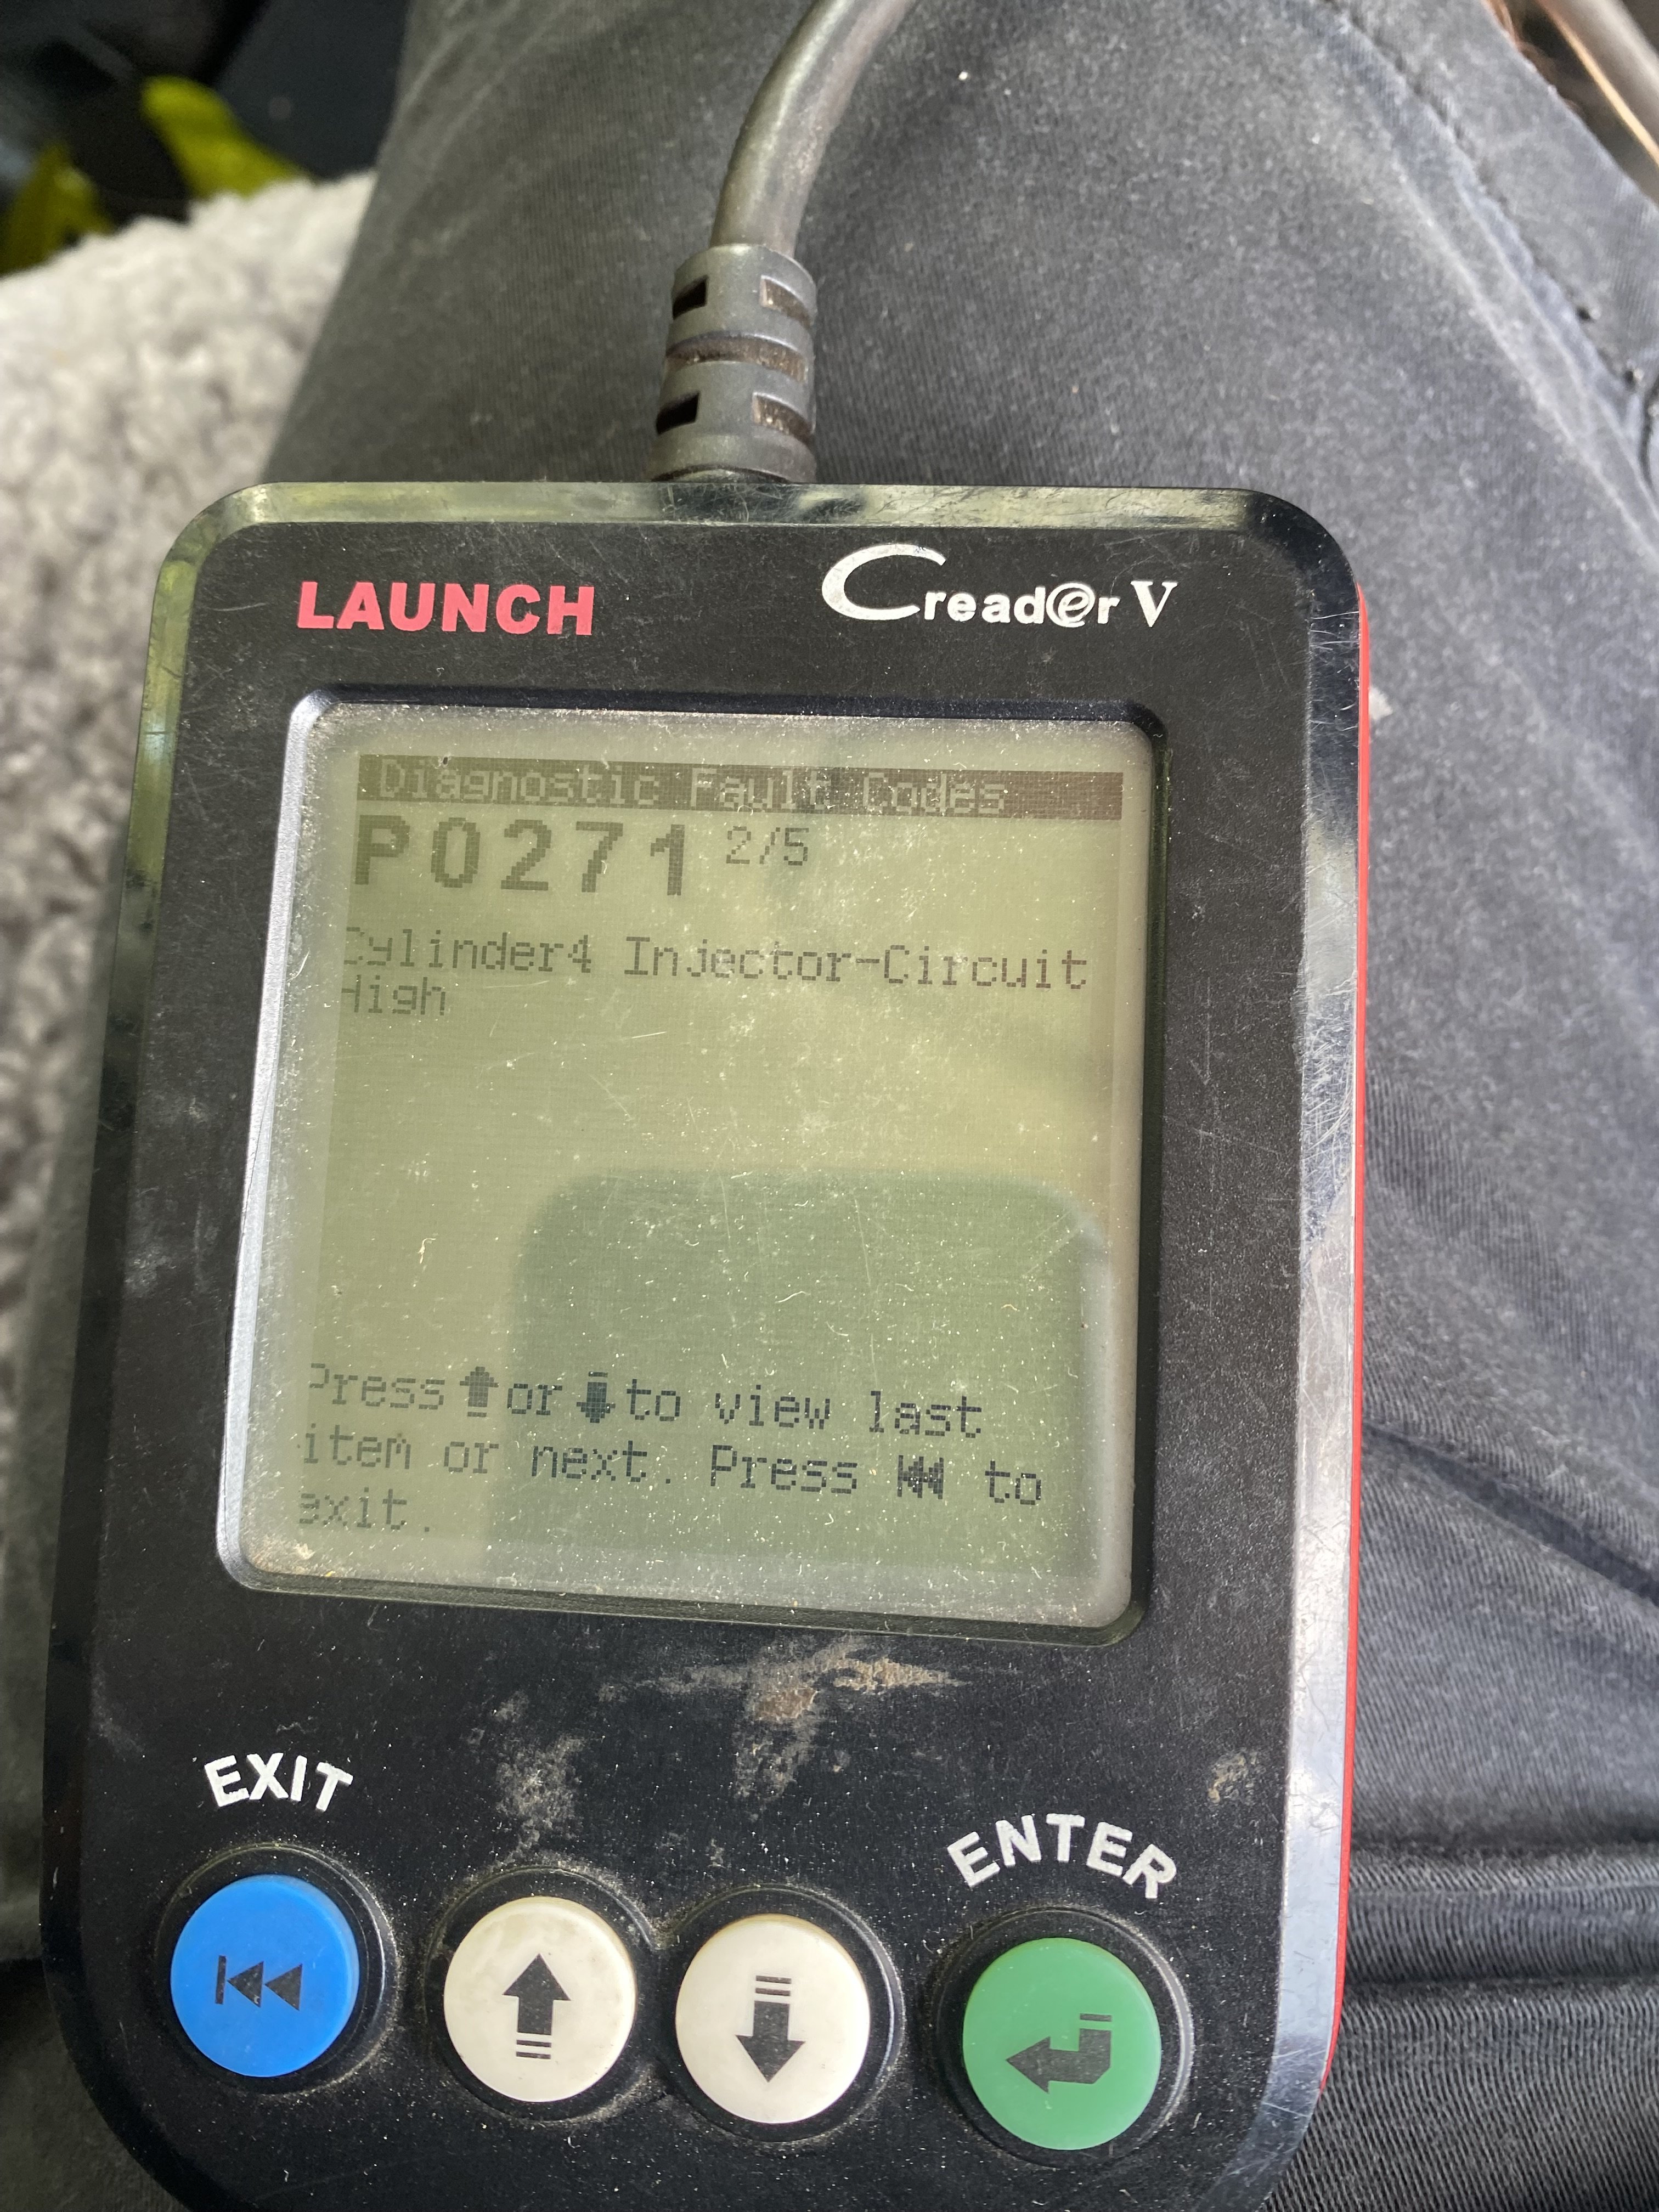 LAUNCH Creader V
Diagnostic Fault Codes
P0271 2/5
Cylinder4 Injector-Circuit
High
Press ⬆ or ⬇ to view last
item or next. Press ⏮ to
exit.
EXIT
ENTER